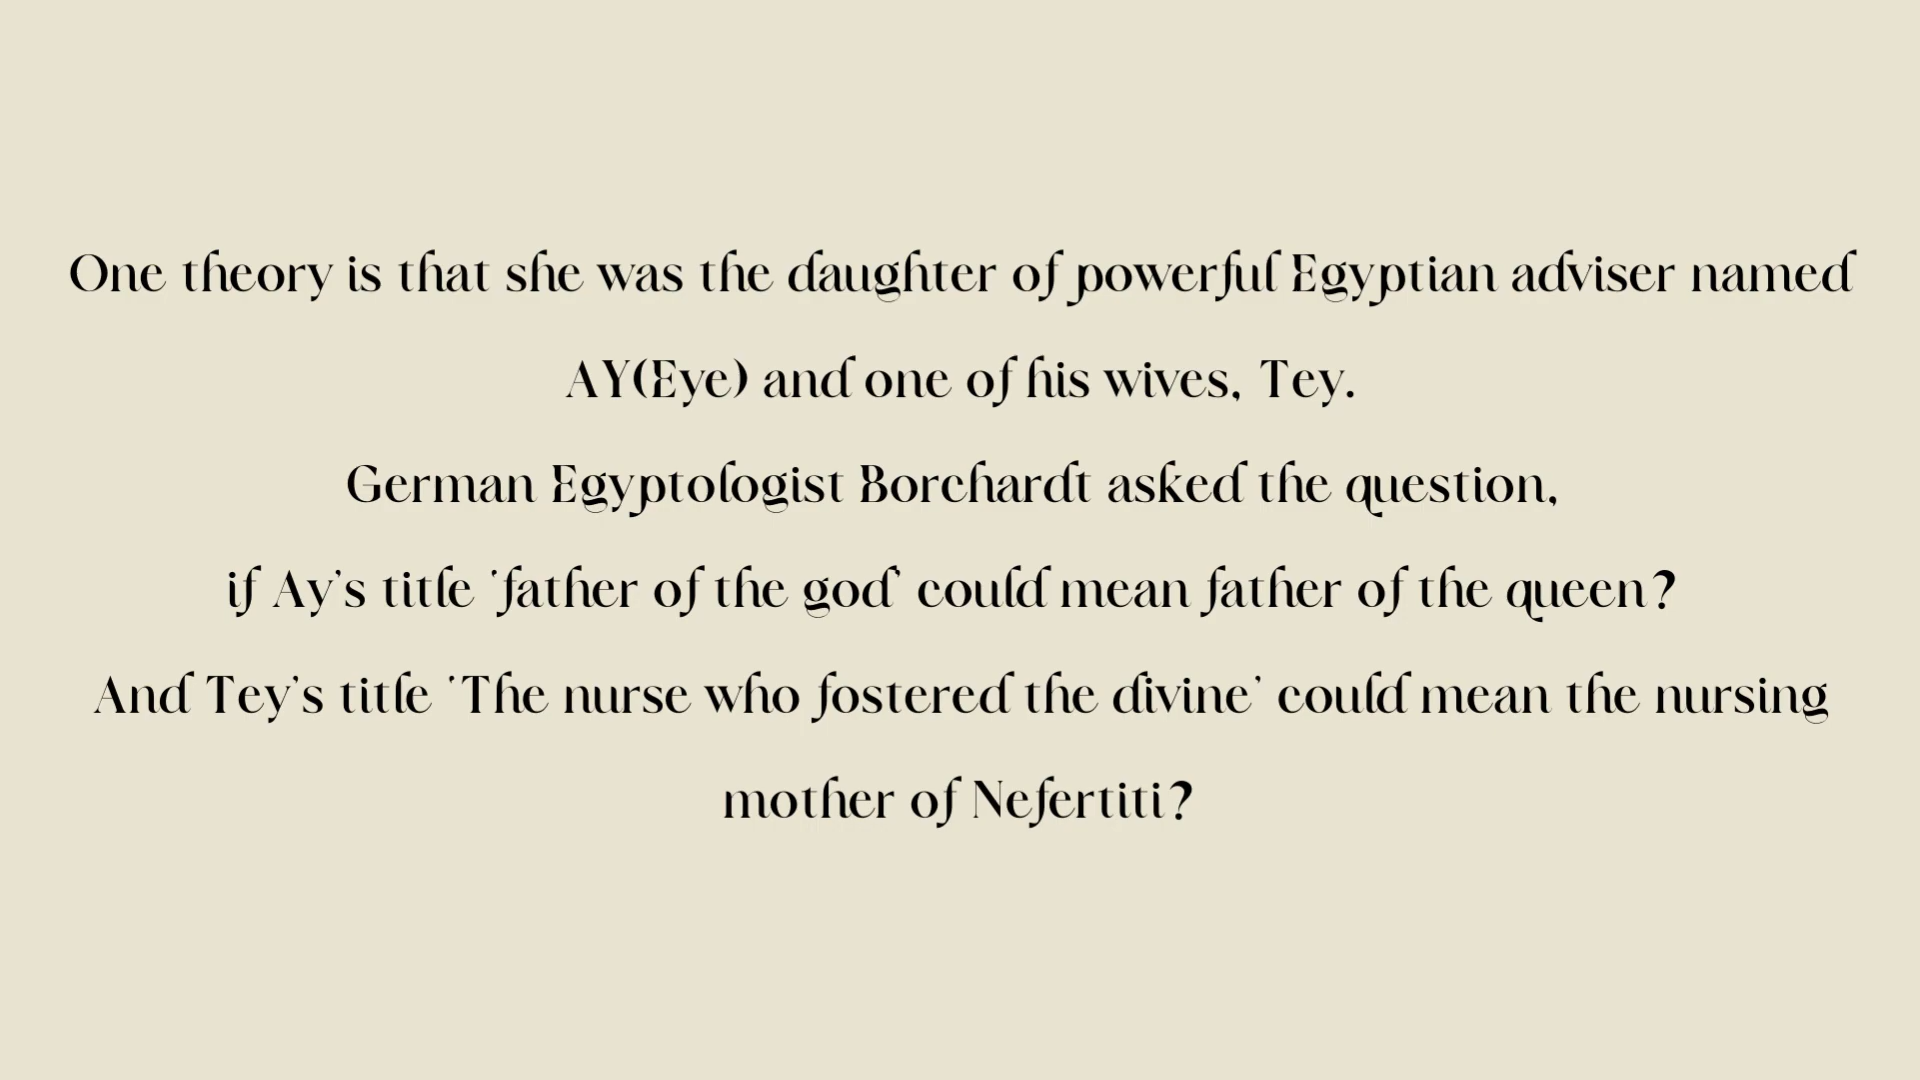 One theory is that she was the daughter of powerful Egyptian adviser named
AY(Eye) and one of his wives, Tey.
German Egyptologist Borchardt asked the question,
if Ay's title 'father of the god' could mean father of the queen?
And Tey's title 'The nurse who fostered the divine' could mean the nursing
mother of Nefertiti?